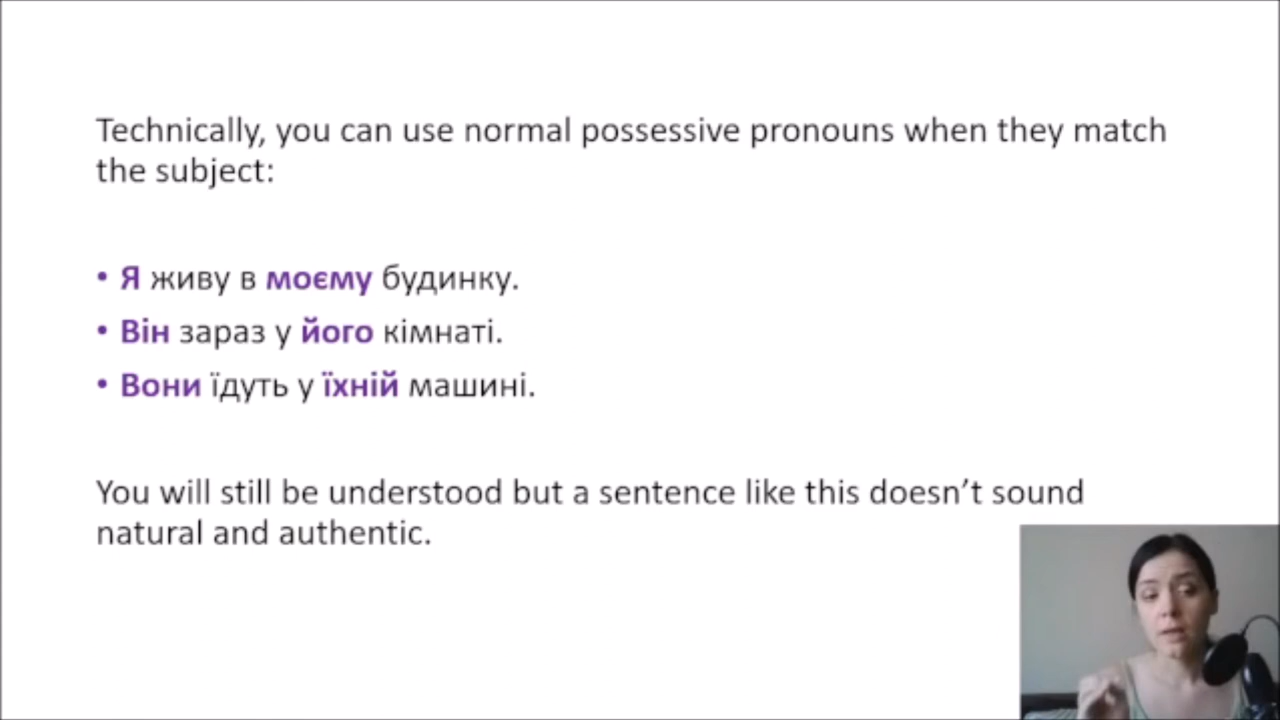 Technically, you can use normal possessive pronouns when they match
the subject:
• Я живу в моєму будинку.
• Він зараз у його кімнаті.
• Вони їдуть у їхній машині.
You will still be understood but a sentence like this doesn’t sound
natural and authentic.